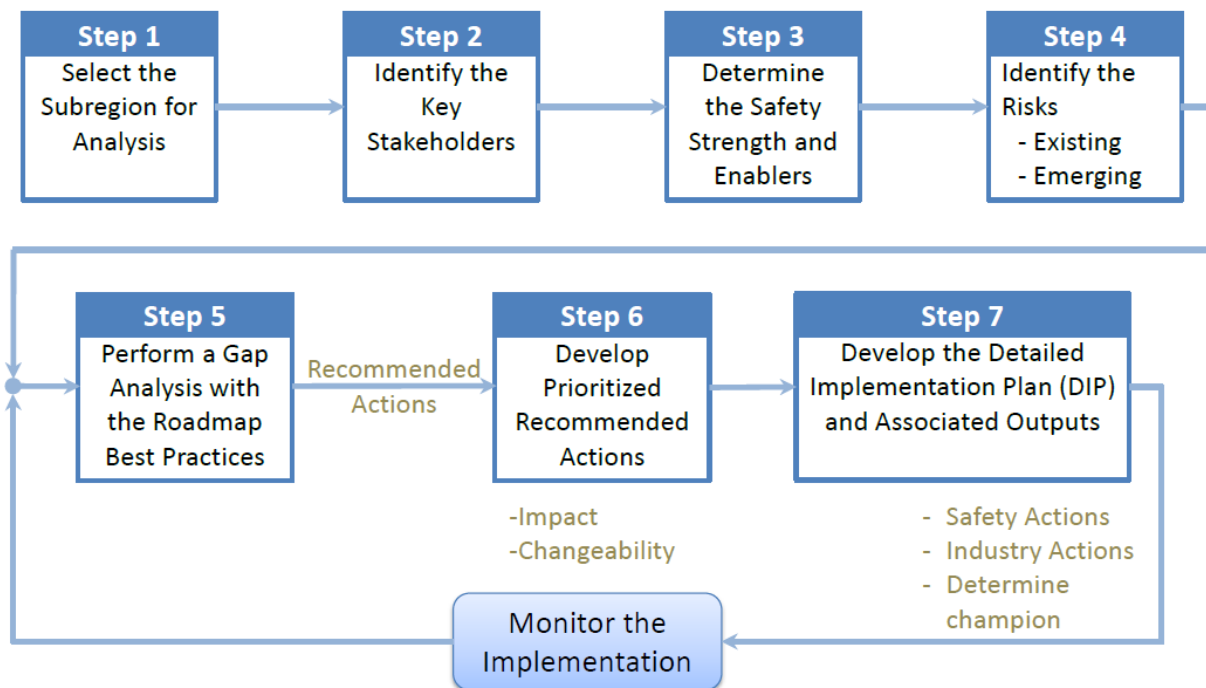 Step 1
Select the
Subregion for
Analysis
Step 2
Identify the
Key
Stakeholders
Step 3
Determine
the Safety
Strength and
Enablers
Step 4
Identify the
Risks
- Existing
- Emerging
Step 5
Perform a Gap
Analysis with
the Roadmap
Best Practices
Recommended
Actions
Step 6
Develop
Prioritized
Recommended
Actions
-Impact
-Changeability
Step 7
Develop the Detailed
Implementation Plan (DIP)
and Associated Outputs
- Safety Actions
- Industry Actions
- Determine
champion
Monitor the
Implementation